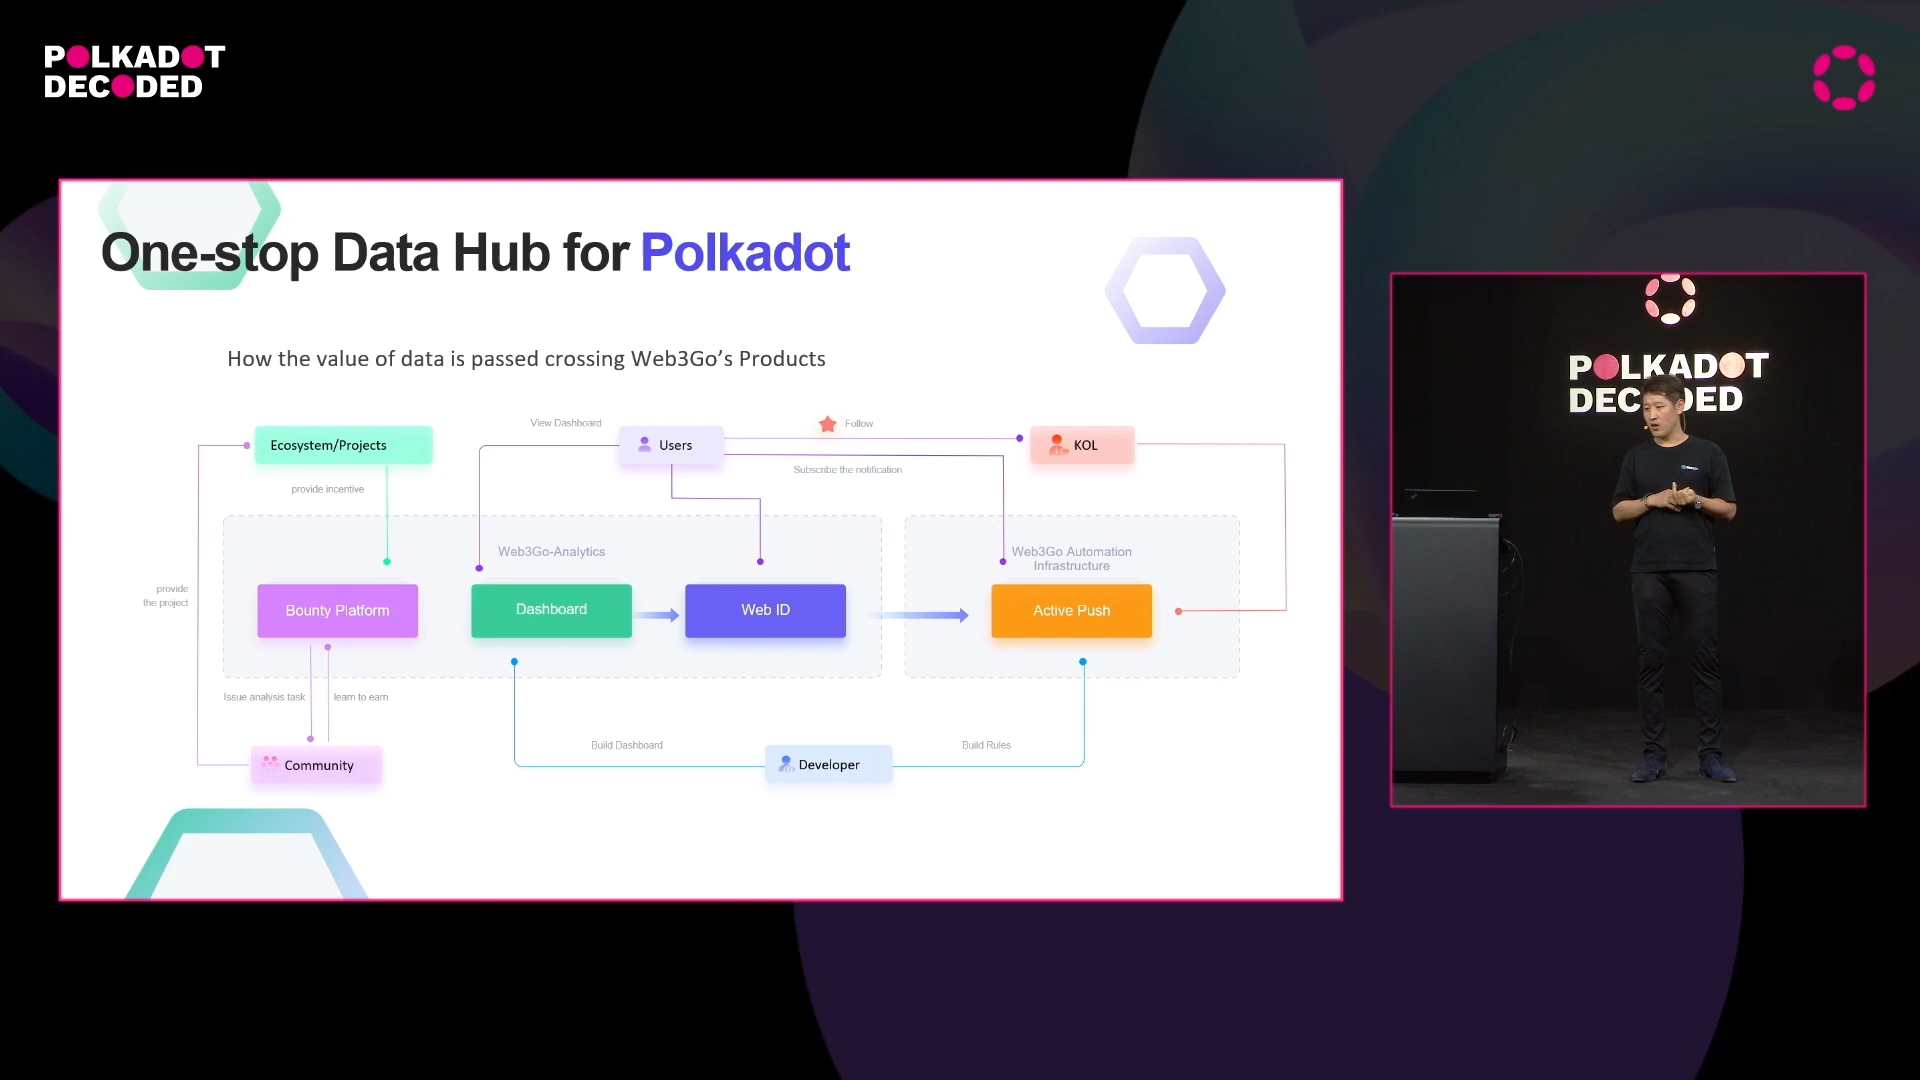 POLKADOT
DECODED
One-stop Data Hub for Polkadot
How the value of data is passed crossing Web3Go's Products
View Dashboard
Follow
Ecosystem/Projects
Users
KOL
Subscribe the notification
provide incentive
Web3Go-Analytics
Web3Go Automation
Infrastructure
provide
the project
Bounty Platform
Dashboard
Web ID
Active Push
Issue analysis task
learn to earn
Build Dashboard
Build Rules
Community
Developer
POLKADOT
DECODED